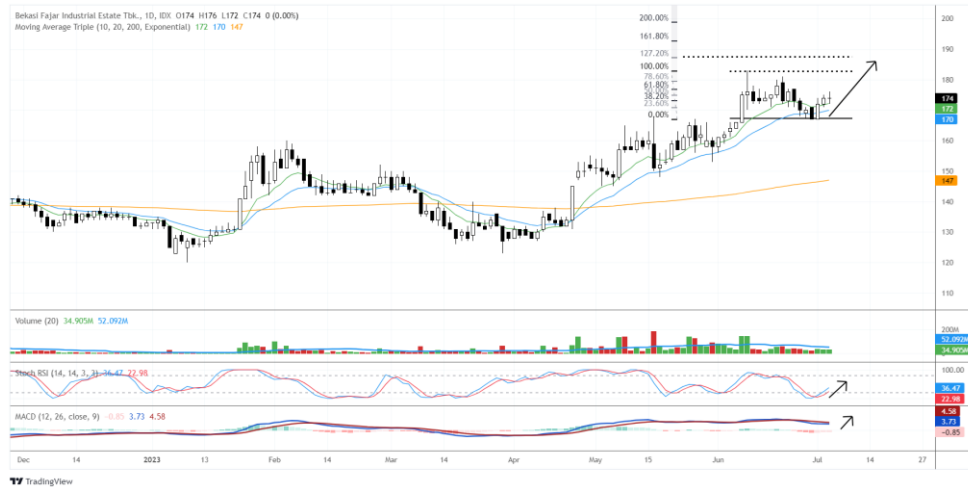 Bekasi Fajar Industrial Estate Tbk., 1D, IDX O174 H176 L172 C174 0 (0.00%)
Moving Average Triple (10, 20, 200, Exponential) 172 170 147
200.00%
161.80%
127.20%
100.00%
78.60%
61.80%
38.20%
23.60%
0.00%
200
190
180
174
172
170
160
150
147
140
130
120
110
Volume (20) 34.905M 52.092M
200M
52.092M
34.905M
Stoch RSI (14, 14, 3, 3) 36.47 22.98
100.00
36.47
22.98
MACD (12, 26, close, 9) -0.85 3.73 4.58
4.58
3.73
-0.85
Dec 14 2023 13 Feb 14 Mar 14 Apr May 15 Jun Jul 14 27
TradingView